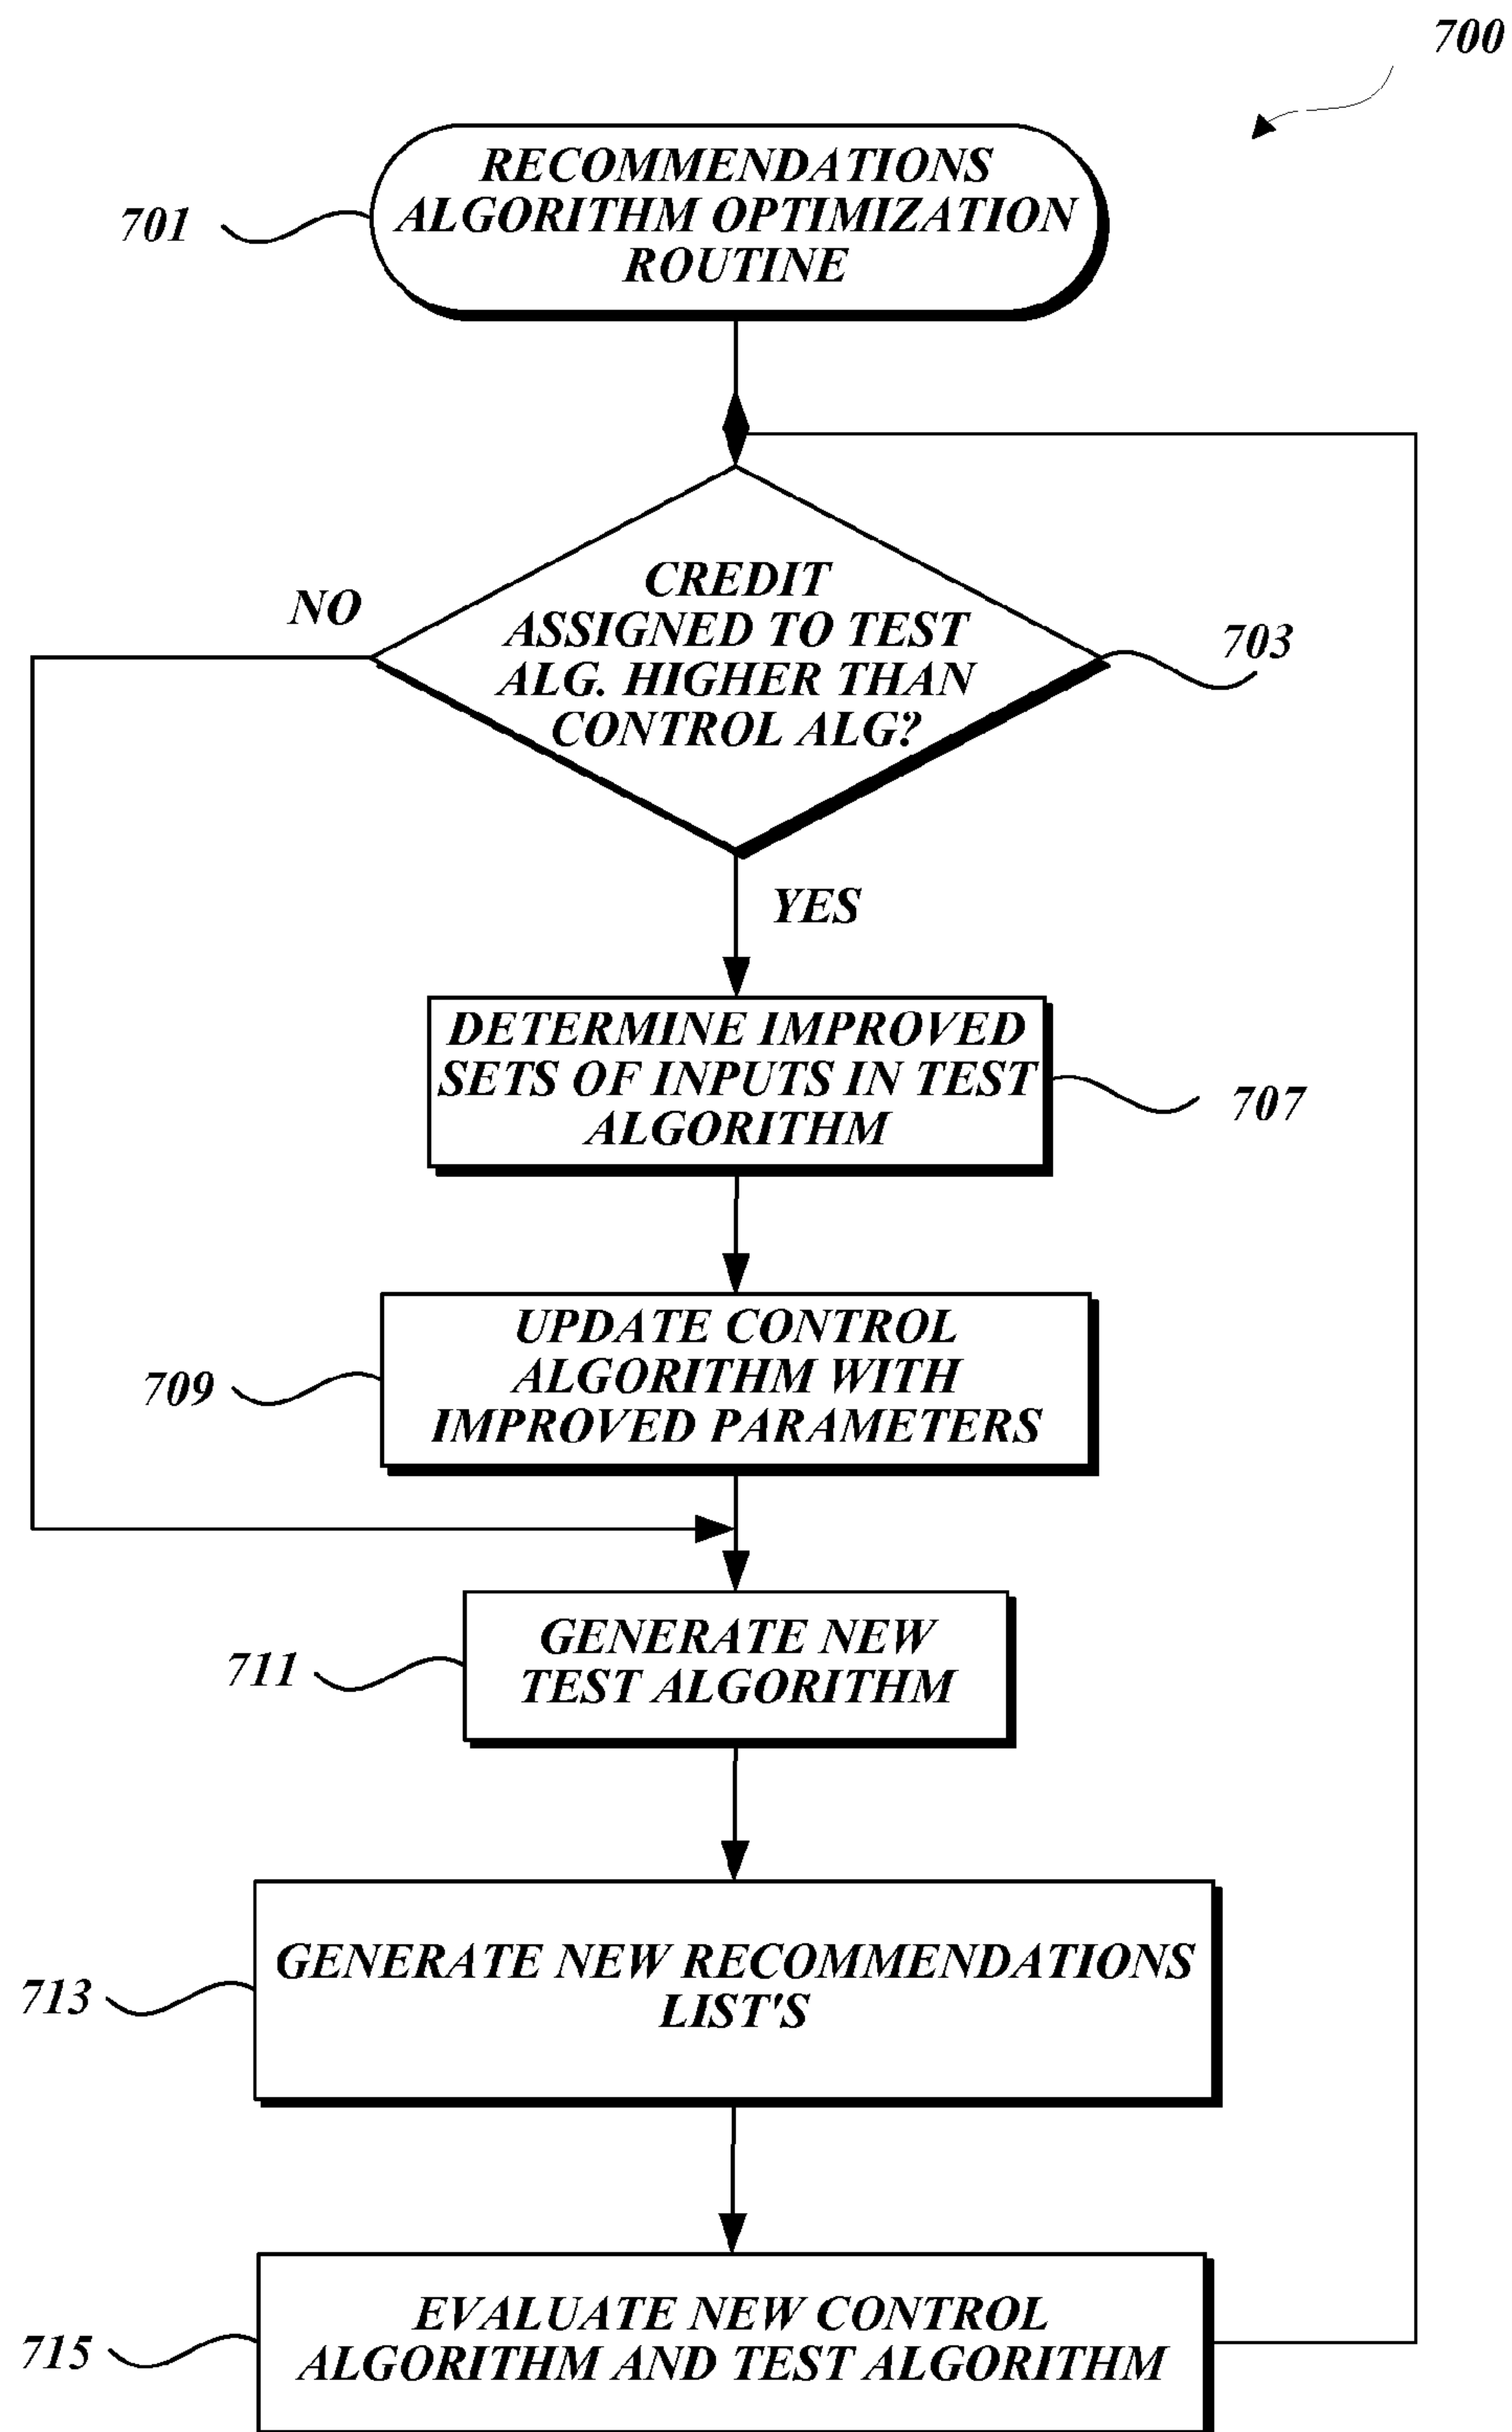 700
RECOMMENDATIONS
ALGORITHM OPTIMIZATION
ROUTINE
701
CREDIT
ASSIGNED TO TEST
ALG. HIGHER THAN
CONTROL ALG?
NO
703
YES
DETERMINE IMPROVED
SETS OF INPUTS IN TEST
ALGORITHM
707
UPDATE CONTROL
ALGORITHM WITH
IMPROVED PARAMETERS
709
GENERATE NEW
TEST ALGORITHM
711
GENERATE NEW RECOMMENDATIONS
LIST'S
713
EVALUATE NEW CONTROL
ALGORITHM AND TEST ALGORITHM
715